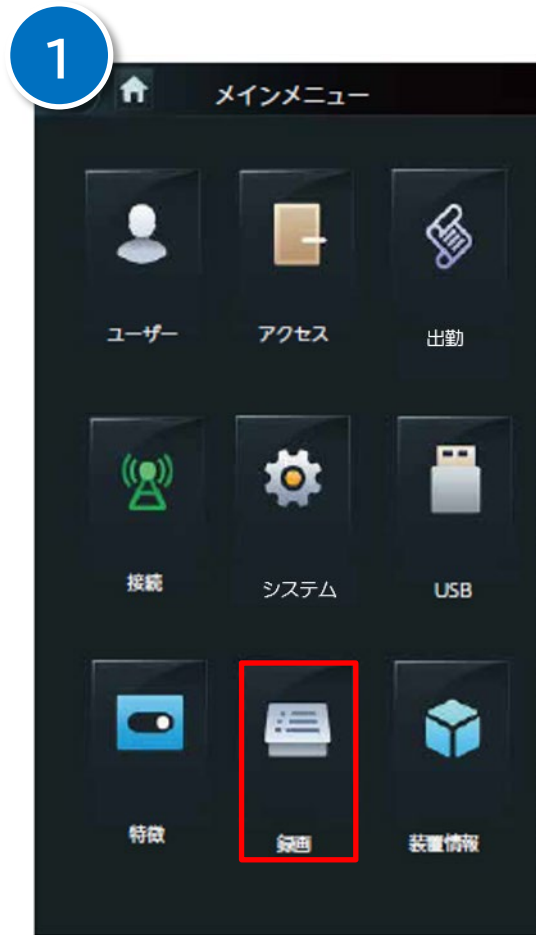 1
メインメニュー
ユーザー
アクセス
出勤
接続
システム
USB
特徴
録画
装置情報